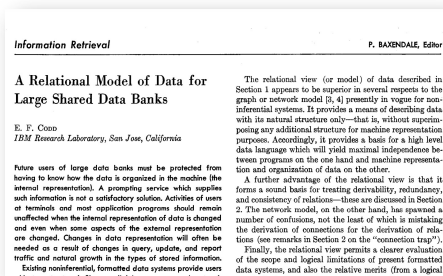 Information Retrieval
P. BAXENDALE, Editor
A Relational Model of Data for
Large Shared Data Banks
E. F. CODD
IBM Research Laboratory, San Jose, California
Future users of large data banks must be protected from
having to know how the data is organized in the machine (the
internal representation). A prompting service which supplies
such information is not a satisfactory solution. Activities of users
at terminals and most application programs should remain
unaffected when the internal representation of data is changed
and even when some aspects of the external representation
are changed. Changes in data representation will often be
needed as a result of changes in query, update, and report
traffic and natural growth in the types of stored information.
Existing noninferential, formatted data systems provide users
The relational view (or model) of data described in
Section 1 appears to be superior in several respects to the
graph or network model [3, 4] presently in vogue for non-
inferential systems. It provides a means of describing data
with its natural structure only—that is, without superim-
posing any additional structure for machine representation
purposes. Accordingly, it provides a basis for a high level
data language which will yield maximal independence be-
tween programs on the one hand and machine representa-
tion and organization of data on the other.
A further advantage of the relational view is that it
forms a sound basis for treating derivability, redundancy,
and consistency of relations—these are discussed in Section
2. The network model, on the other hand, has spawned a
number of confusions, not the least of which is mistaking
the derivation of connections for the derivation of rela-
tions (see remarks in Section 2 on the "connection trap").
Finally, the relational view permits a clearer evaluation
of the scope and logical limitations of present formatted
data systems, and also the relative merits (from a logical